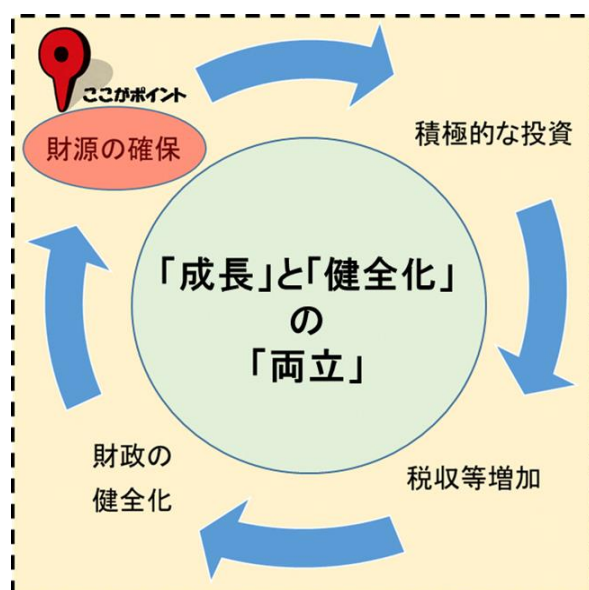 ここがポイント
財源の確保
積極的な投資
「成長」と「健全化」
の
「両立」
財政の
健全化
税収等増加